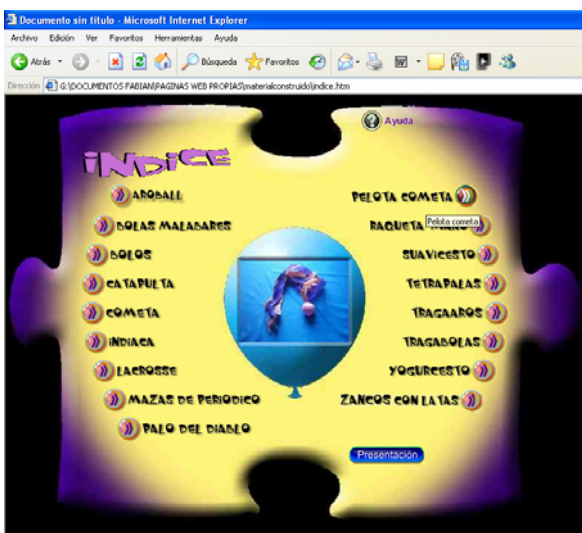 Documento sin título - Microsoft Internet Explorer
Archivo Edición Ver Favoritos Herramientas Ayuda
Atrás Búsqueda Favoritos
Dirección G:\DOCUMENTOS FABIAN\PAGINAS WEB PROPIAS\materialconstruido\indice.htm
Ayuda
iNDiCE
AROBALL
BOLAS MALABARES
BOLOS
CATAPULTA
COMETA
iNDIACA
LACROSSE
MAZAS DE PERIODICO
PALO DEL DIABLO
PELOTA COMETA
Pelota cometa
RAQUETA
SUAVICESTO
TETRAPALAS
TRAGAAROS
TRAGABOLAS
YOGURCESTO
ZANCOS CON LATAS
Presentación